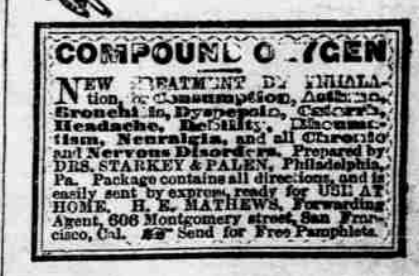 COMPOUND OXYGEN
NEW TREATMENT BY INHALA-
tion, for Consumption, Asthma,
Bronchitis, Dyspepsia, Catarrh,
Headache, Debility, Rheuma-
tism, Neuralgia, and all Chronic
and Nervous Disorders. Prepared by
DRS. STARKEY & PALEN, Philadelphia,
Pa. Package contains all directions, and is
easily sent by express, ready for USE AT
HOME. H. E. MATHEWS, Forwarding
Agent, 606 Montgomery street, San Fran-
cisco, Cal. Send for Free Pamphlets.